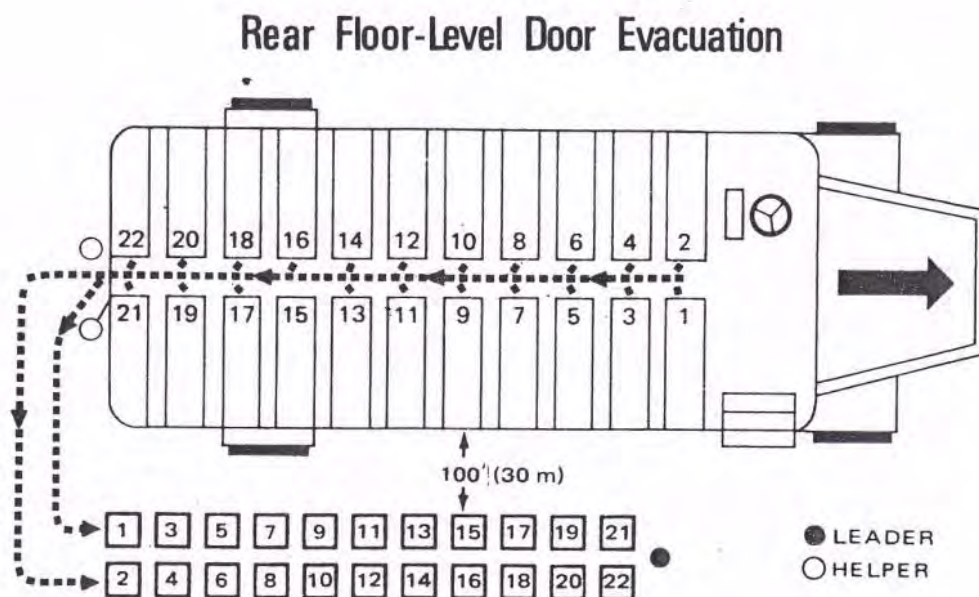 Rear Floor-Level Door Evacuation
22 20 18 16 14 12 10 8 6 4 2
21 19 17 15 13 11 9 7 5 3 1
100' (30 m)
1 3 5 7 9 11 13 15 17 19 21
2 4 6 8 10 12 14 16 18 20 22
LEADER
HELPER